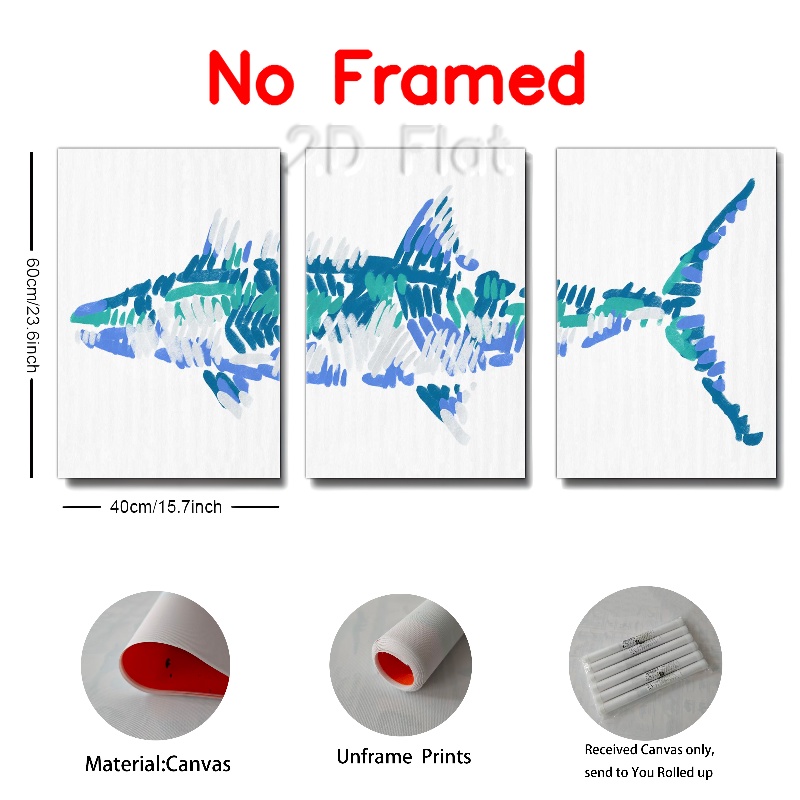 No Framed
2D Flat
60cm/23.6inch
40cm/15.7inch
Material:Canvas
Unframe Prints
Received Canvas only,
send to You Rolled up